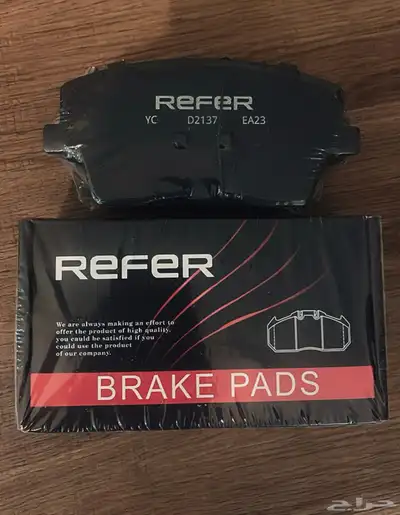 REFER
YC D2137 EA23
REFER
We are always making an effort to
offer the product of high quality.
you could be satisfied if you
could use the product
of our company.
BRAKE PADS
حراج